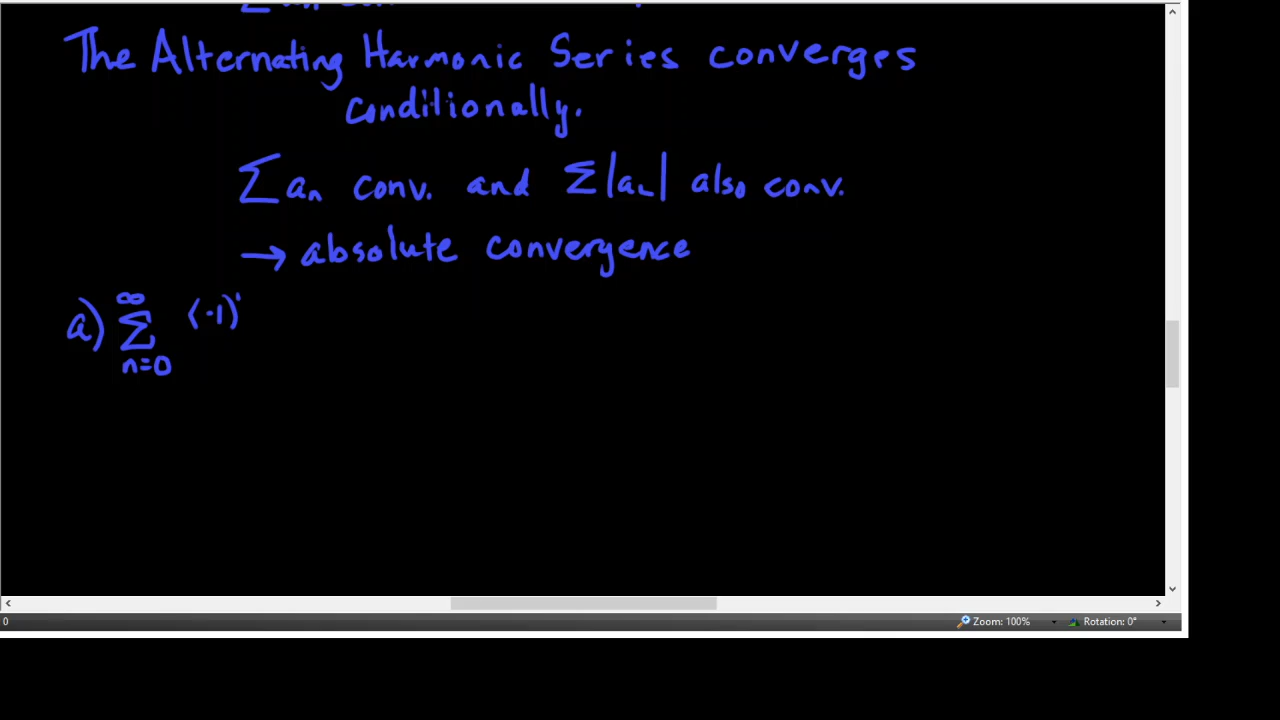 The Alternating Harmonic Series converges
conditionally.
∑ an conv. and ∑|an| also conv.
→ absolute convergence
a) ∞ ∑ n=0 (-1)
0 Zoom: 100% Rotation: 0°